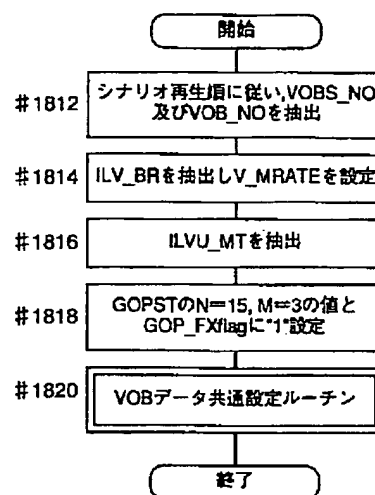 開始
#1812
シナリオ再生順に従い,VOBS_NO
及びVOB_NOを抽出
#1814
ILV_BRを抽出しV_MRATEを設定
#1816
ILVU_MTを抽出
#1818
GOPSTのN=15, M=3の値と
GOP_FXflagに"1"設定
#1820
VOBデータ共通設定ルーチン
終了